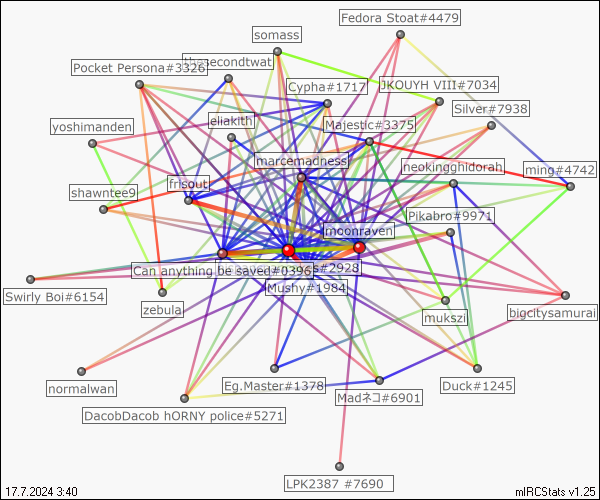 Fedora Stoat#4479
somass
thesecondtwat
Pocket Persona#3326
Cypha#1717
JKOUYH VIII#7034
Silver#7938
yoshimanden
eliakith
Majestic#3375
marcemadness
neokingghidorah
ming#4742
shawntee9
frisouti
Pikabro#9971
moonraven
Can anything be saved#0396
#2928
Swirly Boi#6154
Mushy#1984
zebula
mukszi
bigcitysamurai
normalwan
Eg.Master#1378
Madネコ#6901
Duck#1245
DacobDacob hORNY police#5271
LPK2387 #7690
17.7.2024 3:40
mIRCStats v1.25